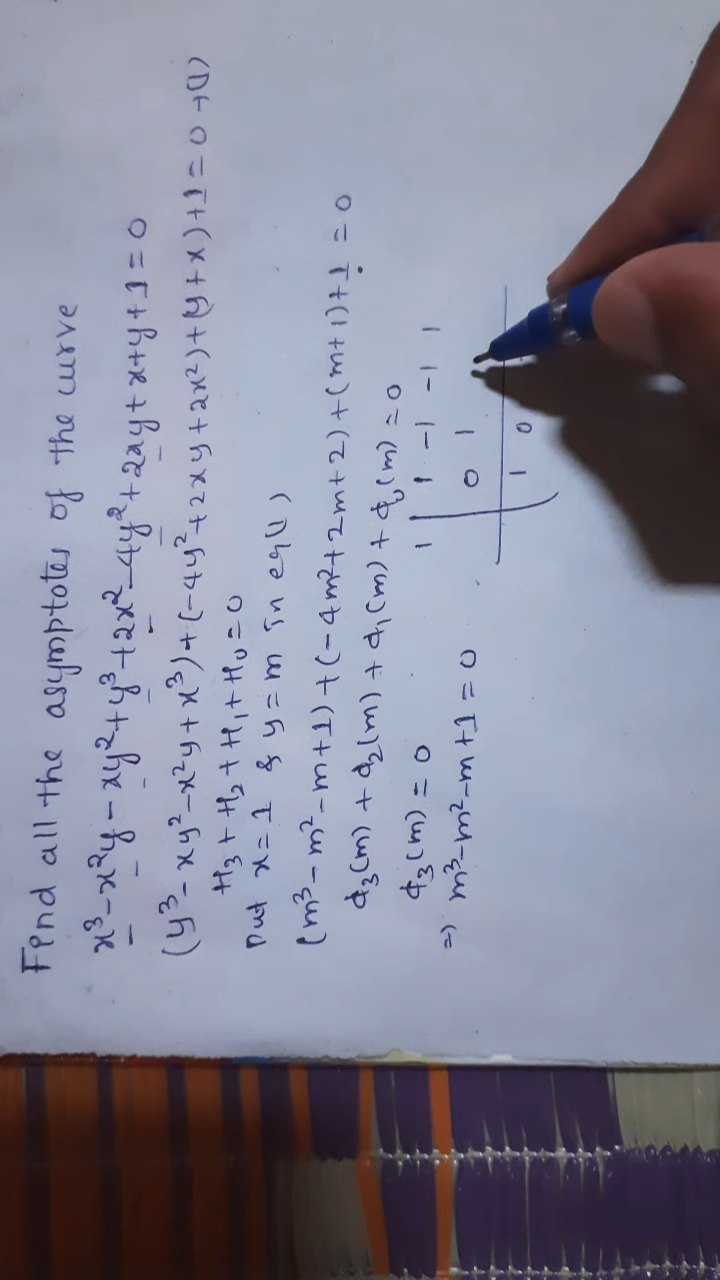 Find all the asymptotes of the curve
x³-x²y-xy²+y³+2x²-4y²+2xy+x+y+1=0
(y³-xy²-x²y+x³)+(-4y²+2xy+2x²)+(y+x)+1=0→(1)
H₃+H₂+H₁+H₀=0
Put x=1 & y=m in eq(1)
(m³-m²-m+1)+(-4m²+2m+2)+(m+1)+1=0
ϕ₃(m)+ϕ₂(m)+ϕ₁(m)+ϕ₀(m)=0
ϕ₃(m)=0
=) m³-m²-m+1=0
1 | 1 -1 -1 1
0 1
1 0